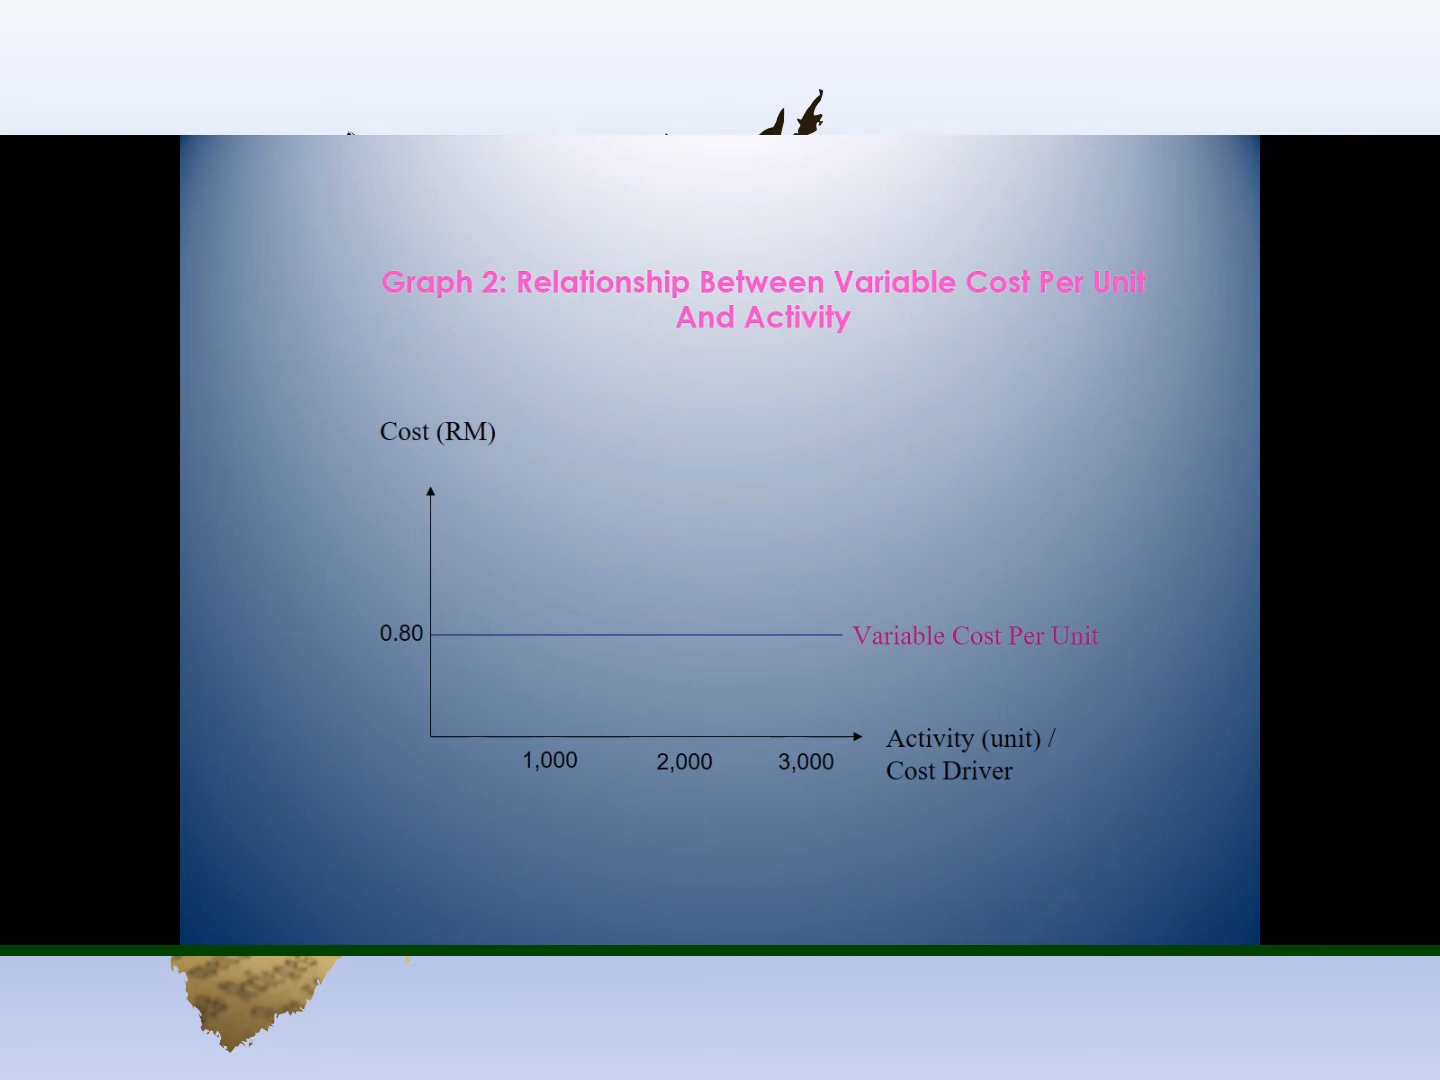 Graph 2: Relationship Between Variable Cost Per Unit
And Activity
Cost (RM)
0.80
Variable Cost Per Unit
1,000
2,000
3,000
Activity (unit) /
Cost Driver